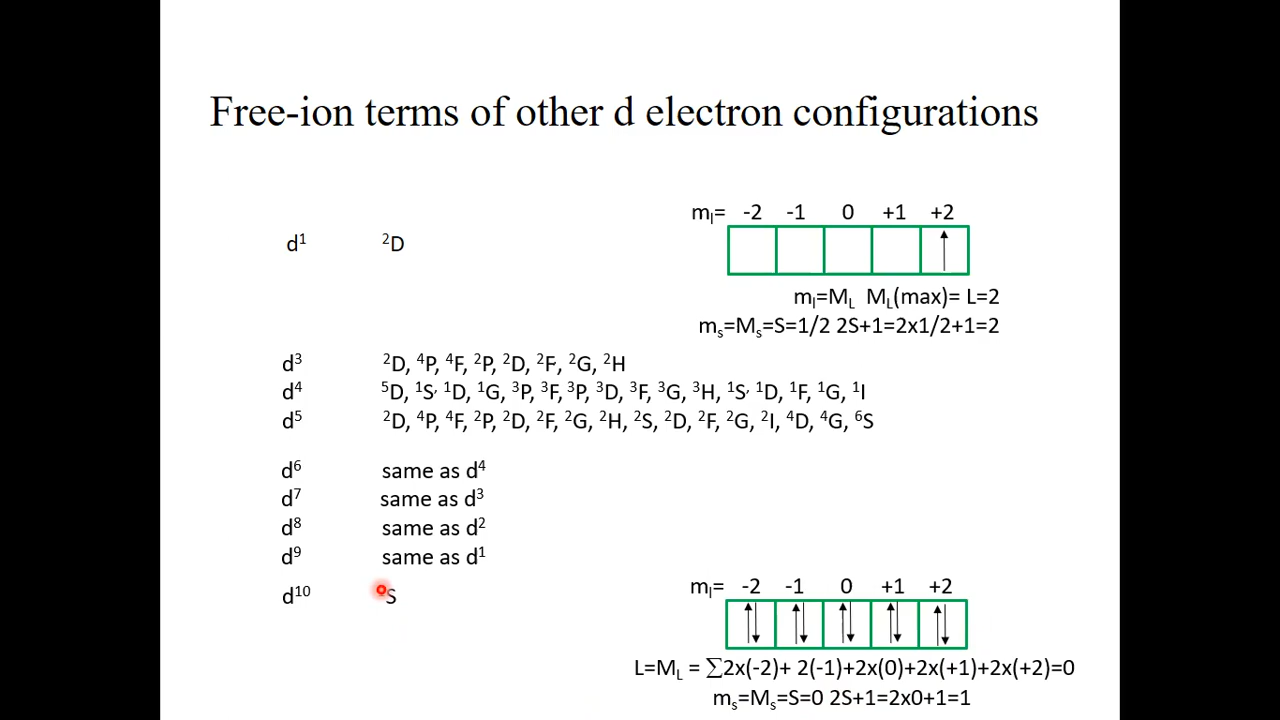 Free-ion terms of other d electron configurations
mₗ= -2 -1 0 +1 +2
d¹ ²D
mₗ=M_L M_L(max)= L=2
mₛ=Mₛ=S=1/2 2S+1=2x1/2+1=2
d³ ²D, ⁴P, ⁴F, ²P, ²D, ²F, ²G, ²H
d⁴ ⁵D, ¹S, ¹D, ¹G, ³P, ³F, ³P, ³D, ³F, ³G, ³H, ¹S, ¹D, ¹F, ¹G, ¹I
d⁵ ²D, ⁴P, ⁴F, ²P, ²D, ²F, ²G, ²H, ²S, ²D, ²F, ²G, ²I, ⁴D, ⁴G, ⁶S
d⁶ same as d⁴
d⁷ same as d³
d⁸ same as d²
d⁹ same as d¹
mₗ= -2 -1 0 +1 +2
d¹⁰ S
L=M_L = ∑2x(-2)+ 2(-1)+2x(0)+2x(+1)+2x(+2)=0
mₛ=Mₛ=S=0 2S+1=2x0+1=1